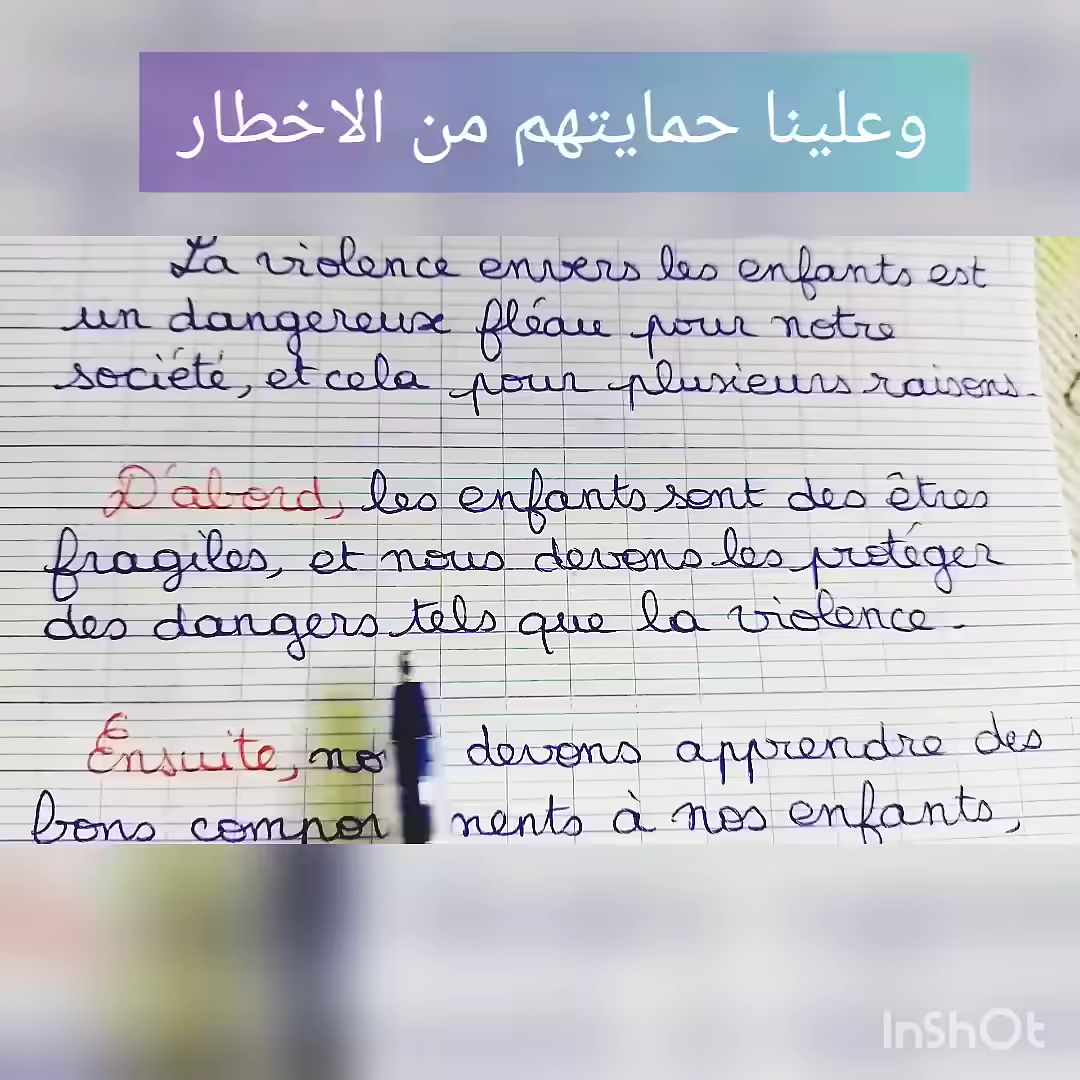 وعلينا حمايتهم من الاخطار
La violence envers les enfants est
un dangereux fléau pour notre
société, et cela pour plusieurs raisons.
D'abord, les enfants sont des êtres
fragiles, et nous devons les protéger
des dangers tels que la violence.
Ensuite, devons apprendre des
bons à nos enfants,
InShOt